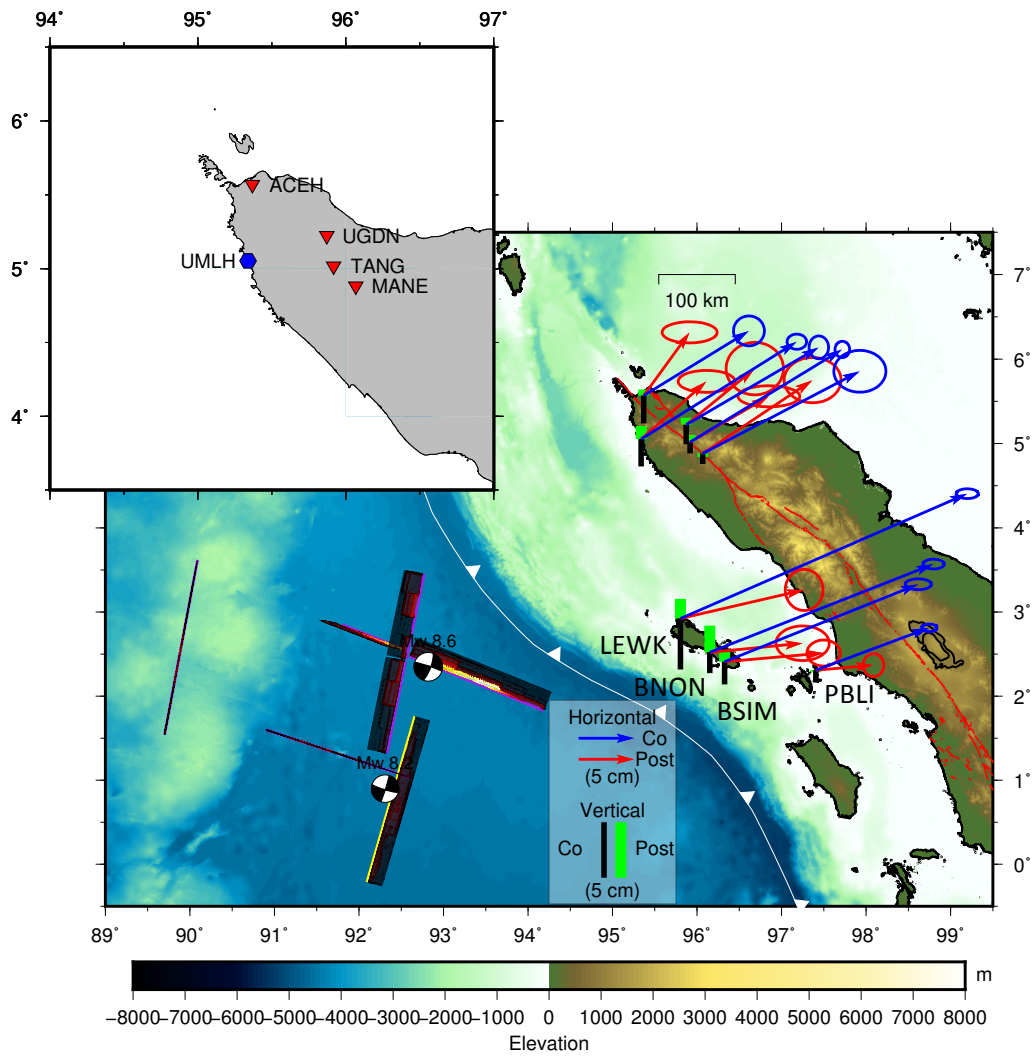 94° 95° 96° 97°
6°
5°
4°
ACEH
UGDN
UMLH
TANG
MANE
100 km
7°
6°
5°
4°
3°
2°
1°
0°
LEWK
BNON
BSIM
PBLI
Mw 8.6
Mw 8.2
Horizontal
Co
Post
(5 cm)
Vertical
Co Post
(5 cm)
89 90 91 92 93 94 95 96 97 98 99
m
−8000 −7000 −6000 −5000 −4000 −3000 −2000 −1000 0 1000 2000 3000 4000 5000 6000 7000 8000
Elevation